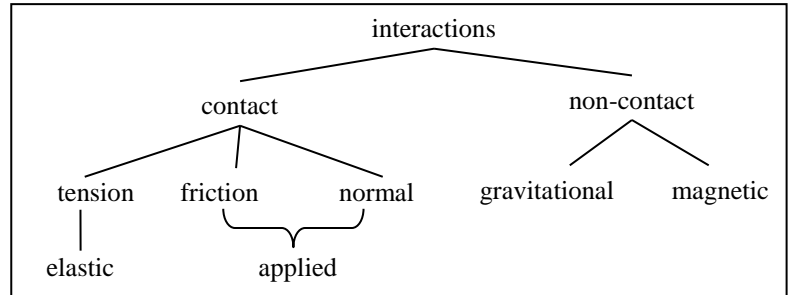 interactions
contact non-contact
tension friction normal gravitational magnetic
elastic applied